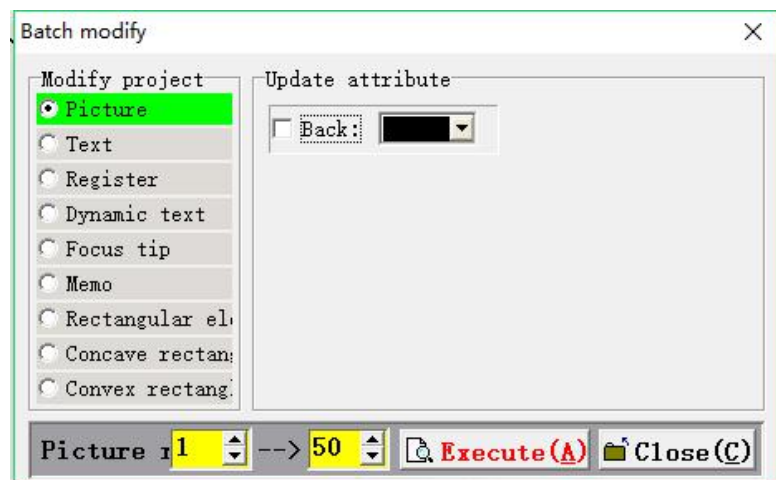 Batch modify
Modify project
Update attribute
Picture
Back:
Text
Register
Dynamic text
Focus tip
Memo
Rectangular el
Concave rectan
Convex rectang
Picture 1 --> 50 Execute(A) Close(C)